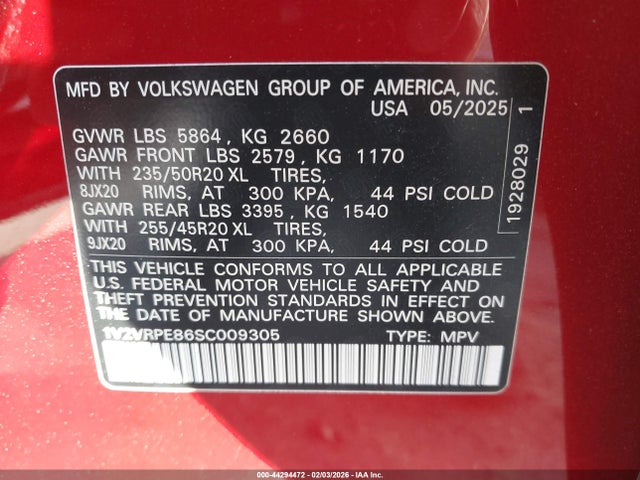 MFD BY VOLKSWAGEN GROUP OF AMERICA, INC.
USA 05/2025
GVWR LBS 5864 , KG 2660
GAWR FRONT LBS 2579 , KG 1170
WITH 235/50R20 XL TIRES,
8JX20 RIMS, AT 300 KPA, 44 PSI COLD
GAWR REAR LBS 3395 , KG 1540
WITH 255/45R20 XL TIRES,
9JX20 RIMS, AT 300 KPA, 44 PSI COLD
THIS VEHICLE CONFORMS TO ALL APPLICABLE
U.S. FEDERAL MOTOR VEHICLE SAFETY AND
THEFT PREVENTION STANDARDS IN EFFECT ON
THE DATE OF MANUFACTURE SHOWN ABOVE
1V2VRPE86SC009305 TYPE: MPV
1928029 1
000-44294472 - 02/03/2026 - IAA Inc.